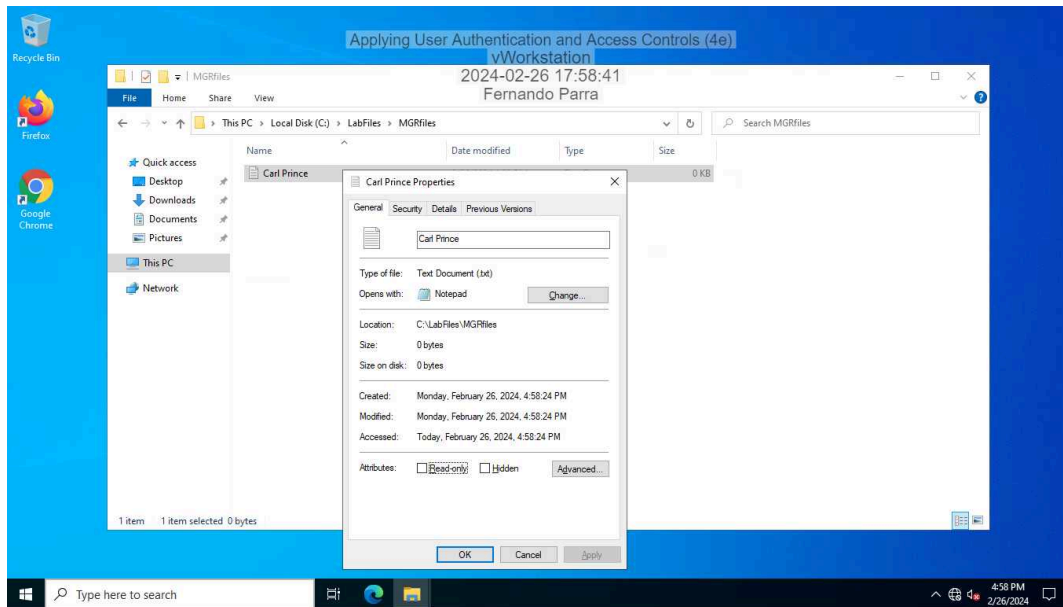 Recycle Bin
Firefox
Google
Chrome
Applying User Authentication and Access Controls (4e)
vWorkstation
2024-02-26 17:58:41
Fernando Parra
MGRfiles
File Home Share View
This PC > Local Disk (C:) > LabFiles > MGRfiles
Search MGRfiles
Quick access
Desktop
Downloads
Documents
Pictures
This PC
Network
Name Date modified Type Size
Carl Prince 0 KB
Carl Prince Properties
General Security Details Previous Versions
Carl Prince
Type of file: Text Document (.txt)
Opens with: Notepad Change...
Location: C:\LabFiles\MGRfiles
Size: 0 bytes
Size on disk: 0 bytes
Created: Monday, February 26, 2024, 4:58:24 PM
Modified: Monday, February 26, 2024, 4:58:24 PM
Accessed: Today, February 26, 2024, 4:58:24 PM
Attributes: Read-only Hidden Advanced...
OK Cancel Apply
1 item 1 item selected 0 bytes
Type here to search
4:58 PM
2/26/2024